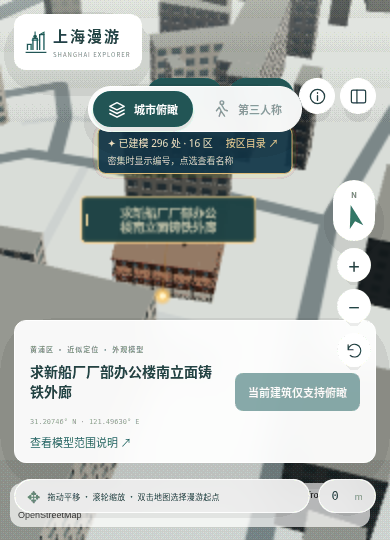 上海漫游
SHANGHAI EXPLORER
城市俯瞰
第三人称
✦ 已建模 296 处 · 16 区 按区目录 ↗
密集时显示编号，点选查看名称
求新船厂厂部办公
楼南立面铸铁外廊
N
+
−
黄浦区 · 近似定位 · 外观模型
求新船厂厂部办公楼南立面铸
铁外廊
当前建筑仅支持俯瞰
31.20746° N · 121.49630° E
查看模型范围说明 ↗
拖动平移 · 滚轮缩放 · 双击地图选择漫游起点
0 m
OpenStreetMap